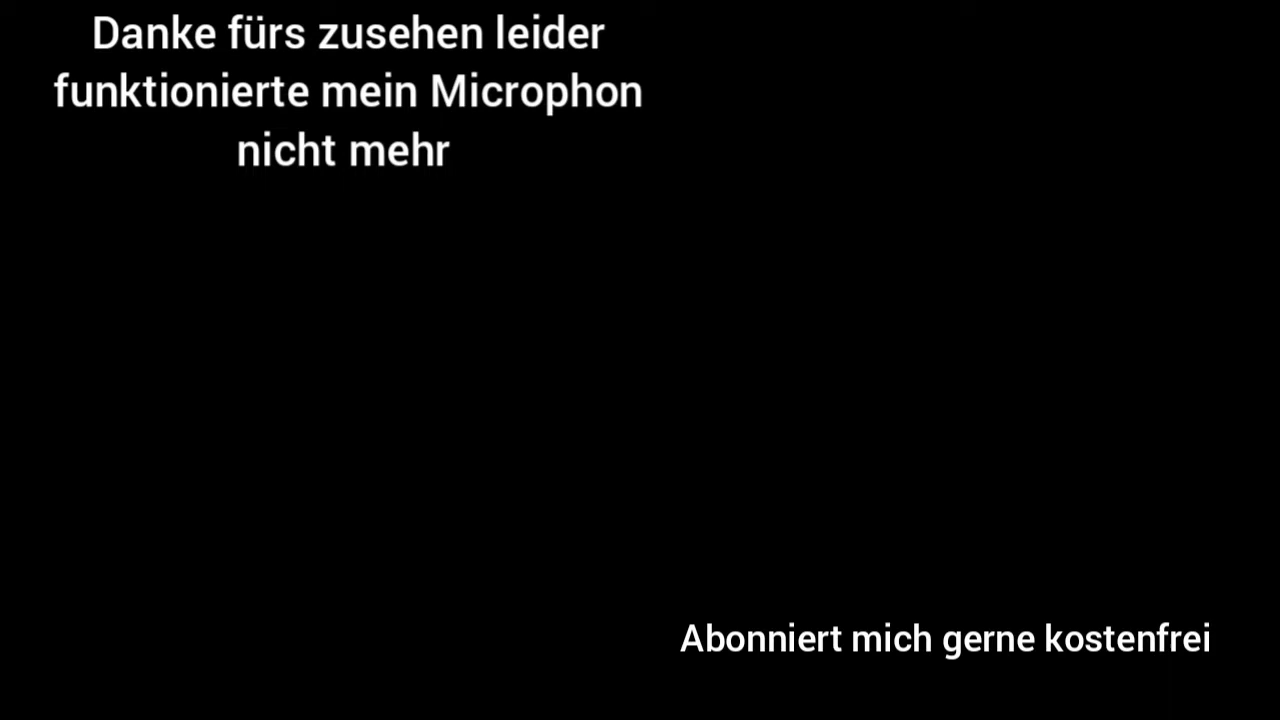 Danke fürs zusehen leider
funktionierte mein Microphon
nicht mehr
Abonniert mich gerne kostenfrei